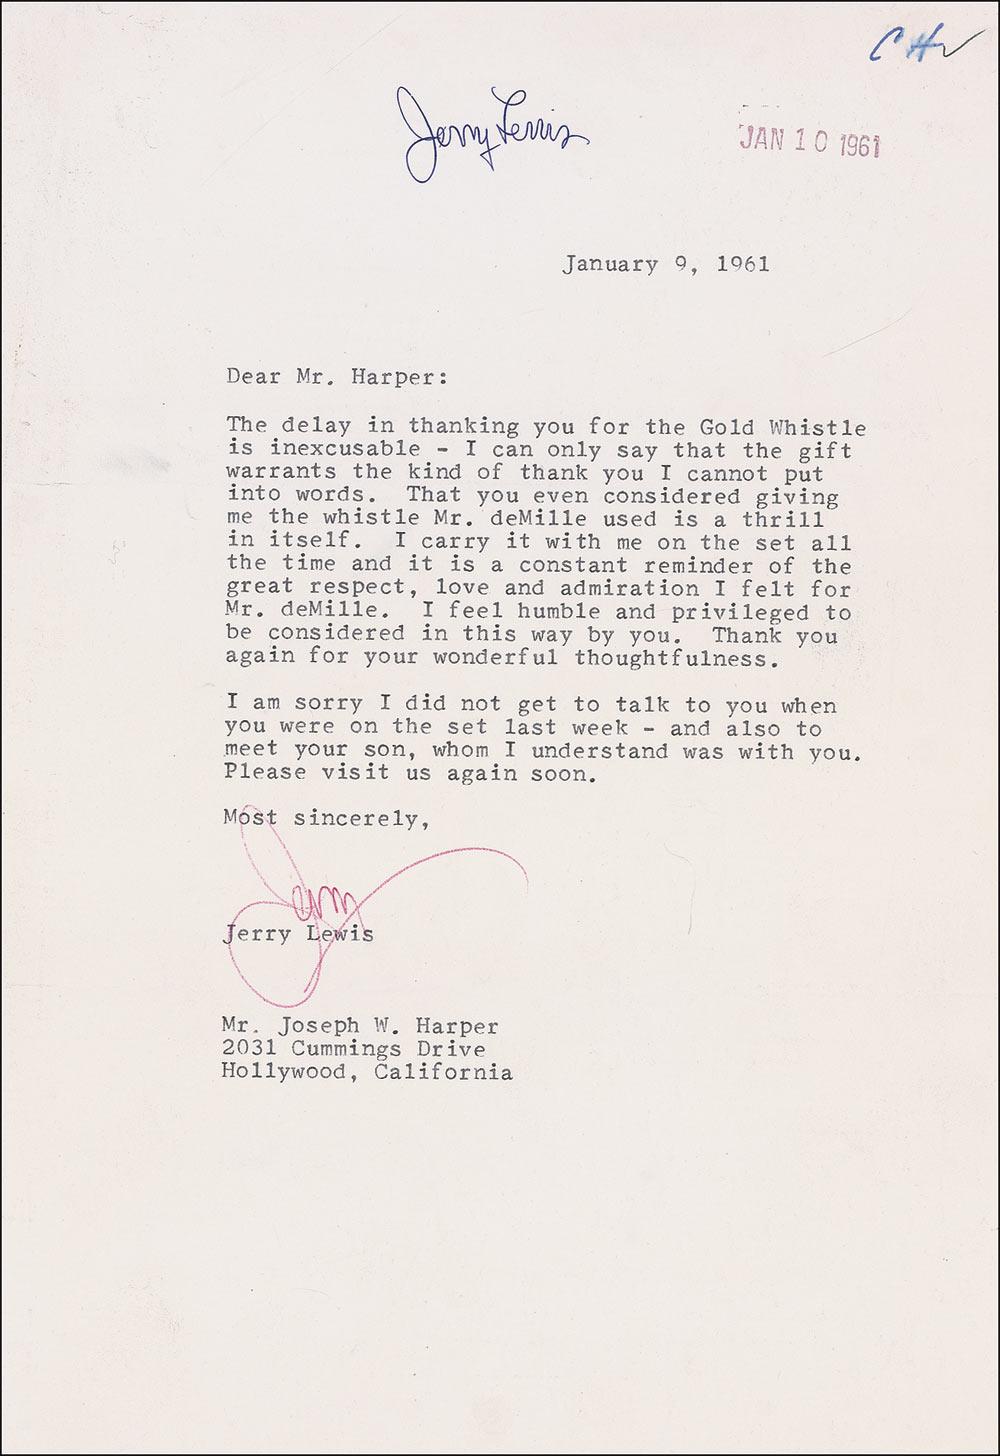 CH
Jerry Lewis
JAN 10 1961
January 9, 1961
Dear Mr. Harper:
The delay in thanking you for the Gold Whistle
is inexcusable - I can only say that the gift
warrants the kind of thank you I cannot put
into words. That you even considered giving
me the whistle Mr. deMille used is a thrill
in itself. I carry it with me on the set all
the time and it is a constant reminder of the
great respect, love and admiration I felt for
Mr. deMille. I feel humble and privileged to
be considered in this way by you. Thank you
again for your wonderful thoughtfulness.
I am sorry I did not get to talk to you when
you were on the set last week - and also to
meet your son, whom I understand was with you.
Please visit us again soon.
Most sincerely,
Jerry
Jerry Lewis
Mr. Joseph W. Harper
2031 Cummings Drive
Hollywood, California